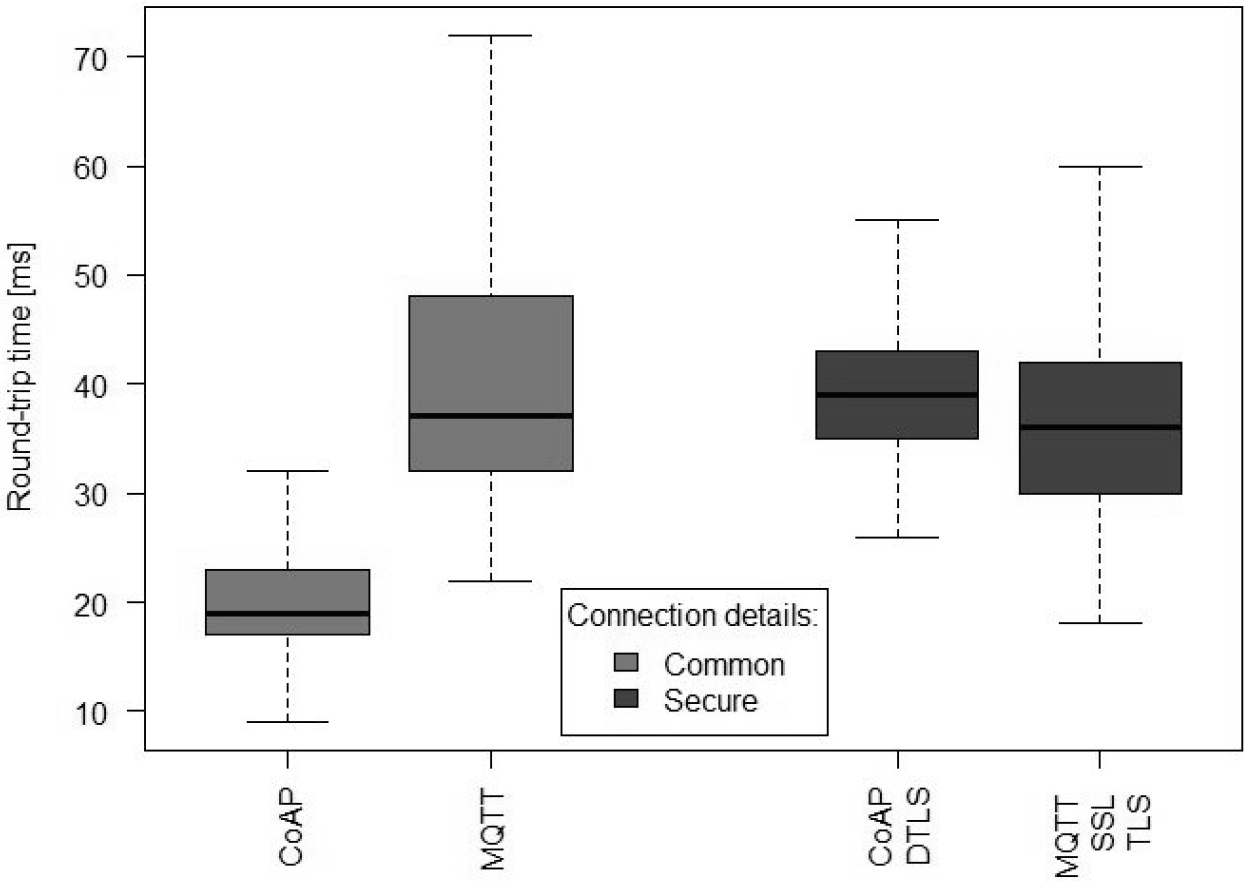 Round-trip time [ms]
70
60
50
40
30
20
10
Connection details:
Common
Secure
CoAP
MQTT
CoAP
DTLS
MQTT
SSL
TLS